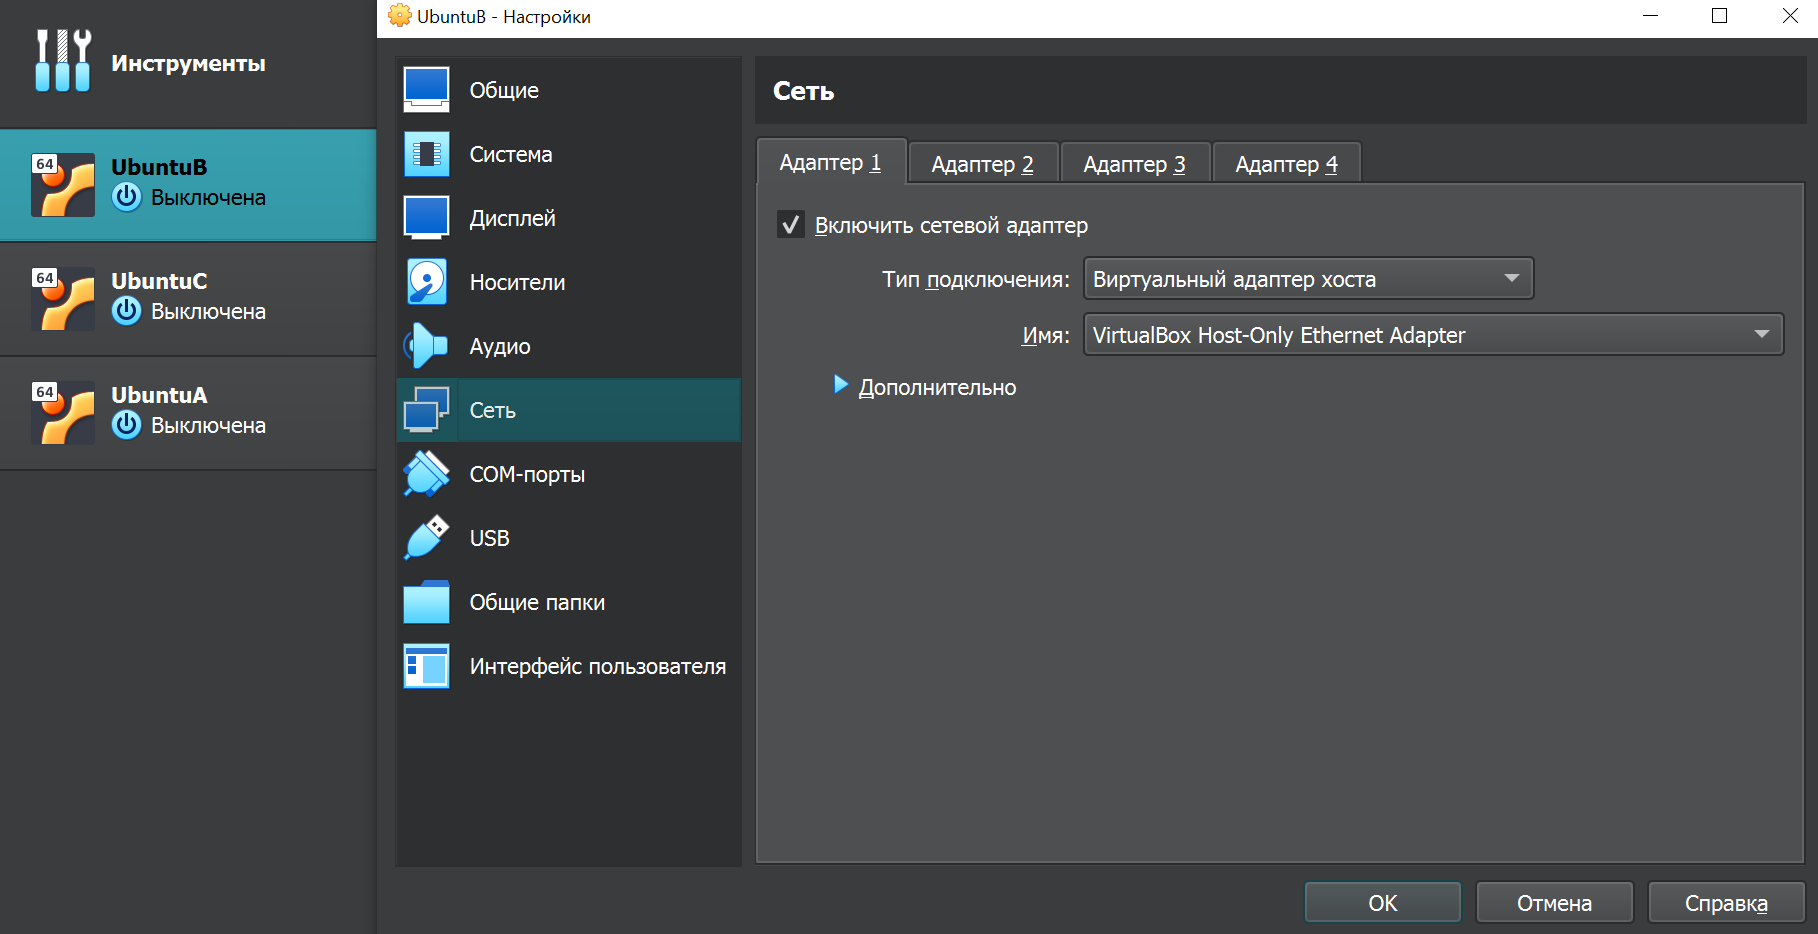 UbuntuB - Настройки
Инструменты
64
UbuntuB
Выключена
64
UbuntuC
Выключена
64
UbuntuA
Выключена
Общие
Система
Дисплей
Носители
Аудио
Сеть
COM-порты
USB
Общие папки
Интерфейс пользователя
Сеть
Адаптер 1
Адаптер 2
Адаптер 3
Адаптер 4
Включить сетевой адаптер
Тип подключения: Виртуальный адаптер хоста
Имя: VirtualBox Host-Only Ethernet Adapter
Дополнительно
OK
Отмена
Справка